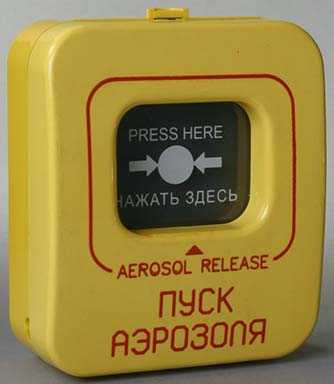 PRESS HERE
НАЖАТЬ ЗДЕСЬ
AEROSOL RELEASE
ПУСК
АЭРОЗОЛЯ